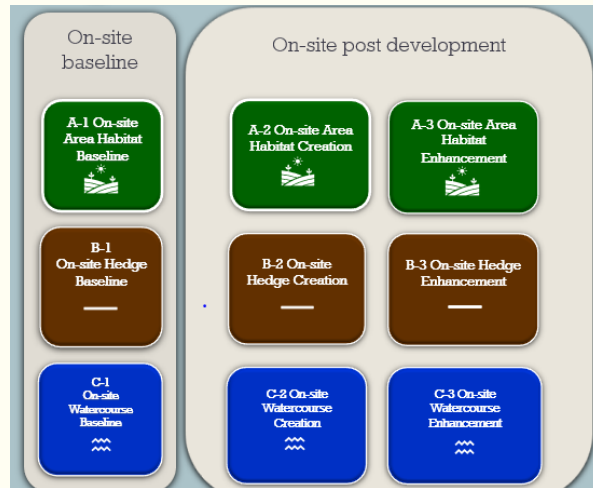 On-site
baseline
On-site post development
A-1 On-site
Area Habitat
Baseline
A-2 On-site Area
Habitat Creation
A-3 On-site Area
Habitat
Enhancement
B-1
On-site Hedge
Baseline
B-2 On-site
Hedge Creation
B-3 On-site Hedge
Enhancement
C-1
On-site
Watercourse
Baseline
C-2 On-site
Watercourse
Creation
C-3 On-site
Watercourse
Enhancement